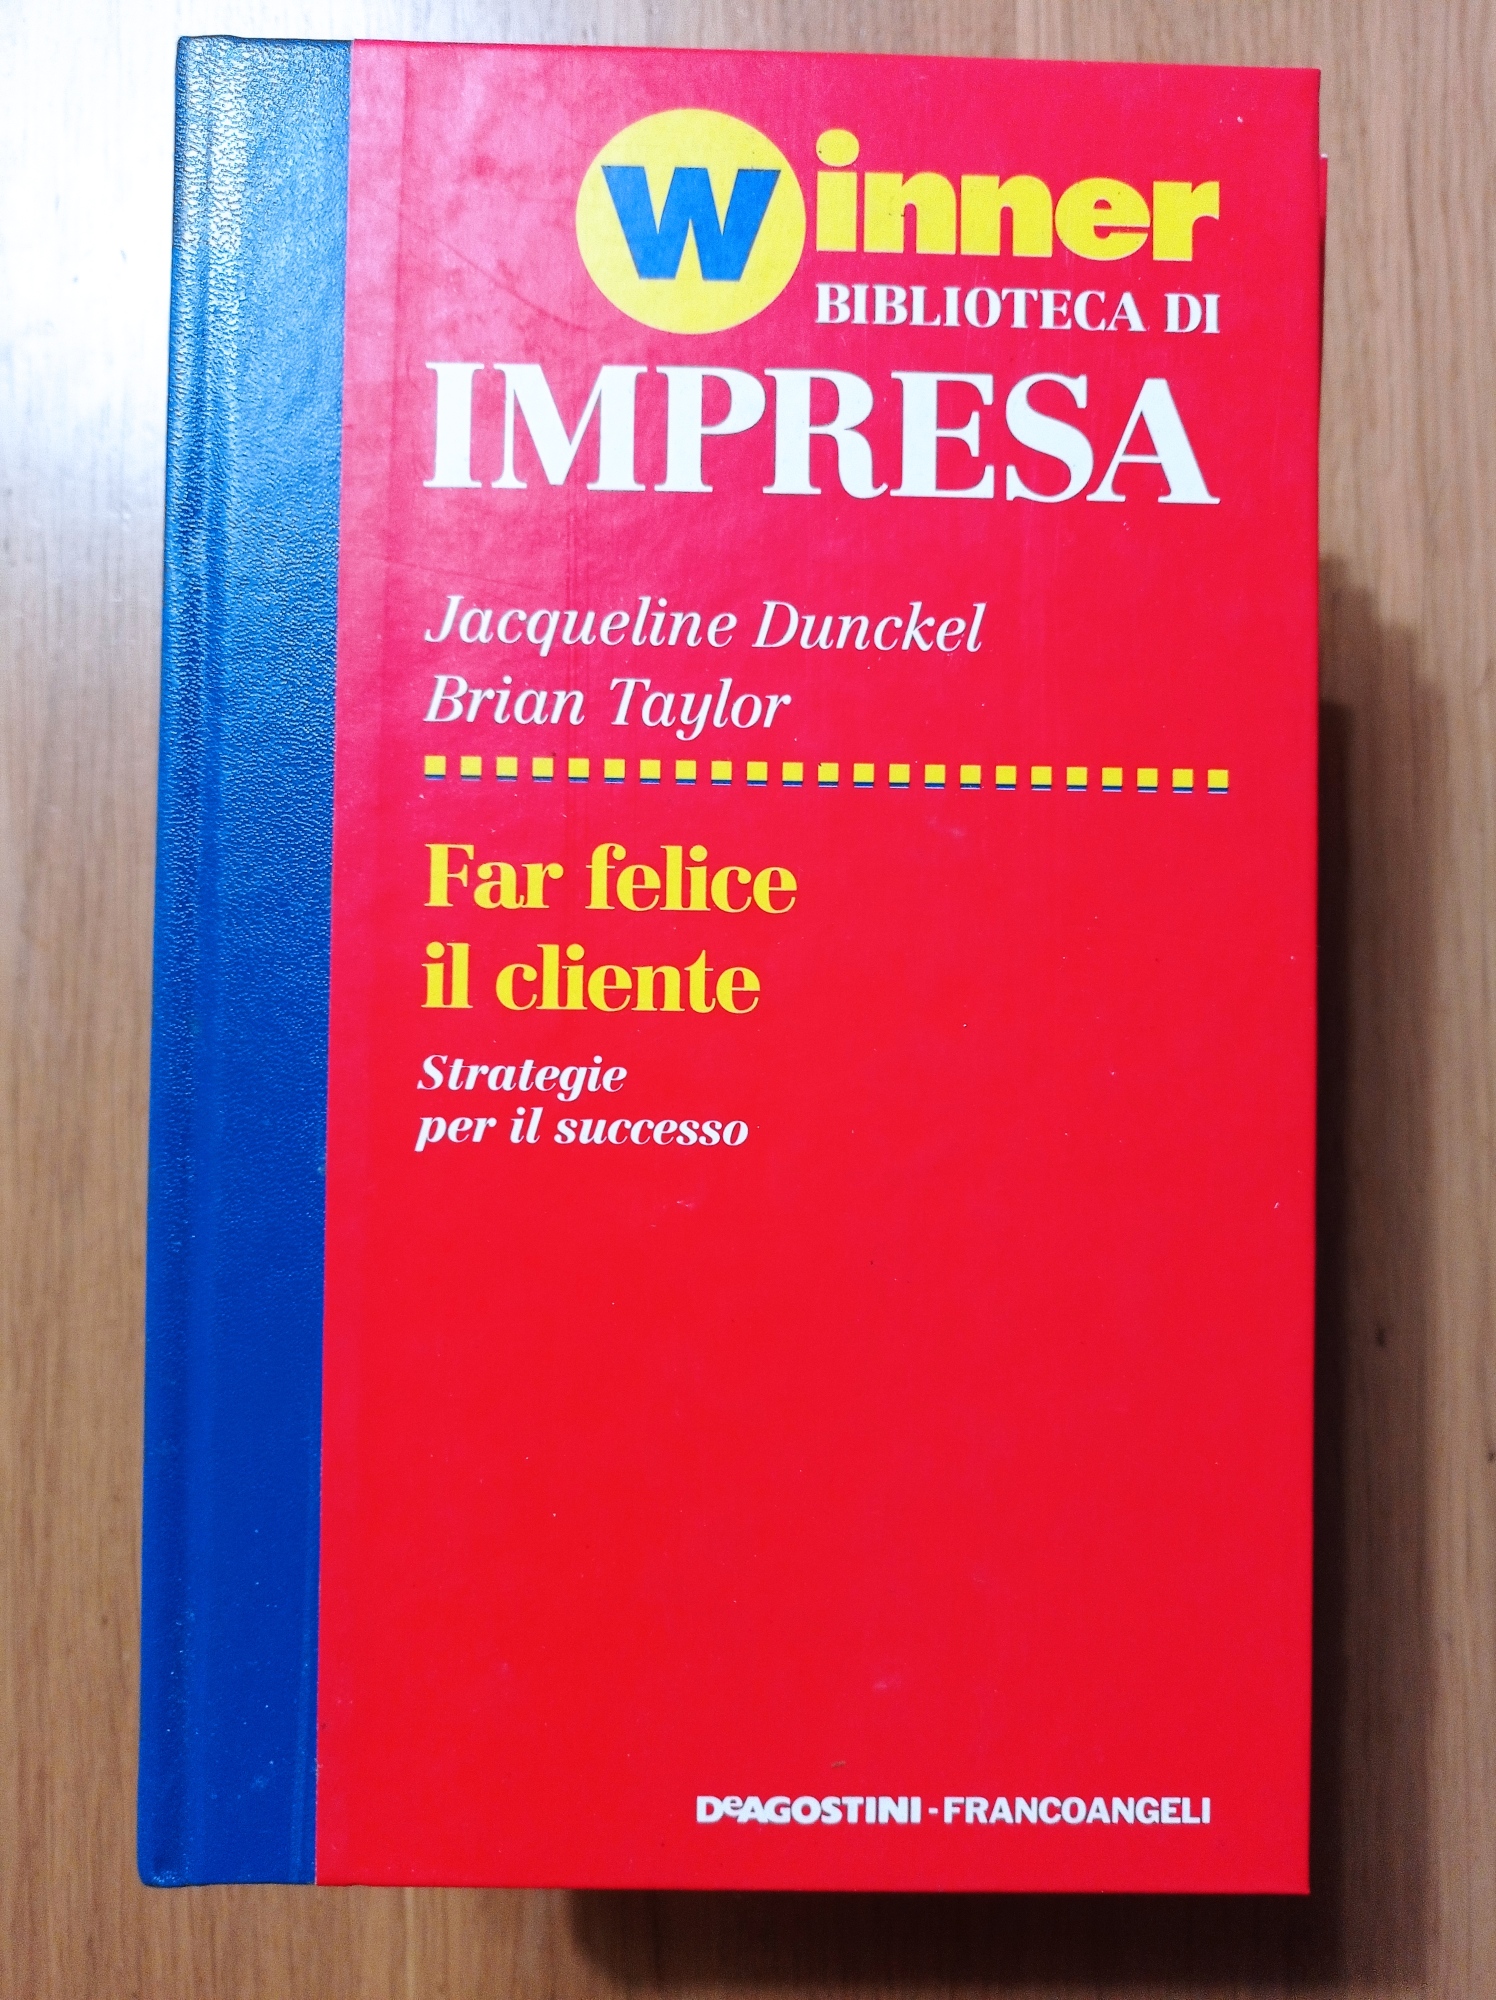 Winner
BIBLIOTECA DI
IMPRESA
Jacqueline Dunckel
Brian Taylor
Far felice
il cliente
Strategie
per il successo
DeAGOSTINI - FRANCOANGELI